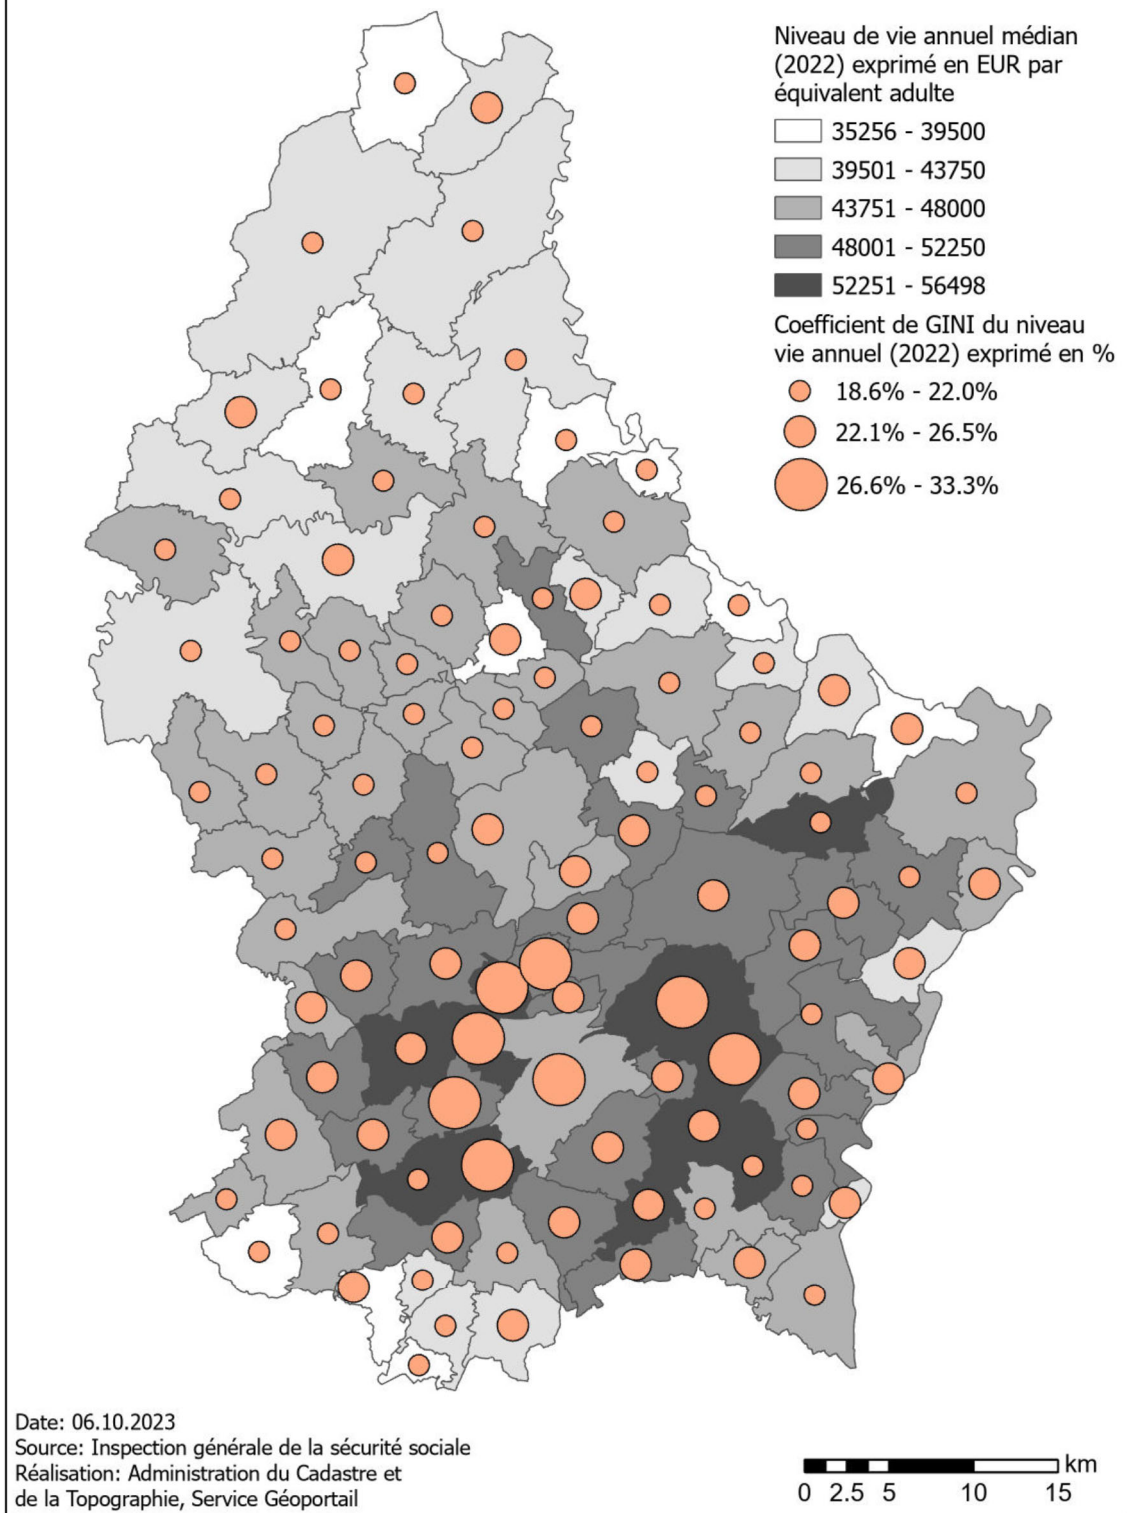 Niveau de vie annuel médian
(2022) exprimé en EUR par
équivalent adulte
35256 - 39500
39501 - 43750
43751 - 48000
48001 - 52250
52251 - 56498
Coefficient de GINI du niveau
vie annuel (2022) exprimé en %
18.6% - 22.0%
22.1% - 26.5%
26.6% - 33.3%
Date: 06.10.2023
Source: Inspection générale de la sécurité sociale
Réalisation: Administration du Cadastre et
de la Topographie, Service Géoportail
km
0 2.5 5 10 15